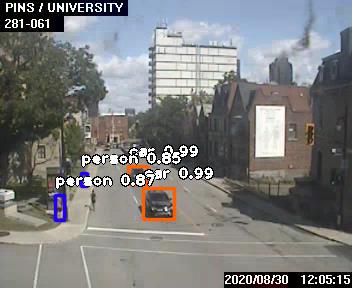 PINS / UNIVERSITY
281-061
car 0.99
person 0.85
car 0.99
person 0.87
2020/08/30 12:05:15